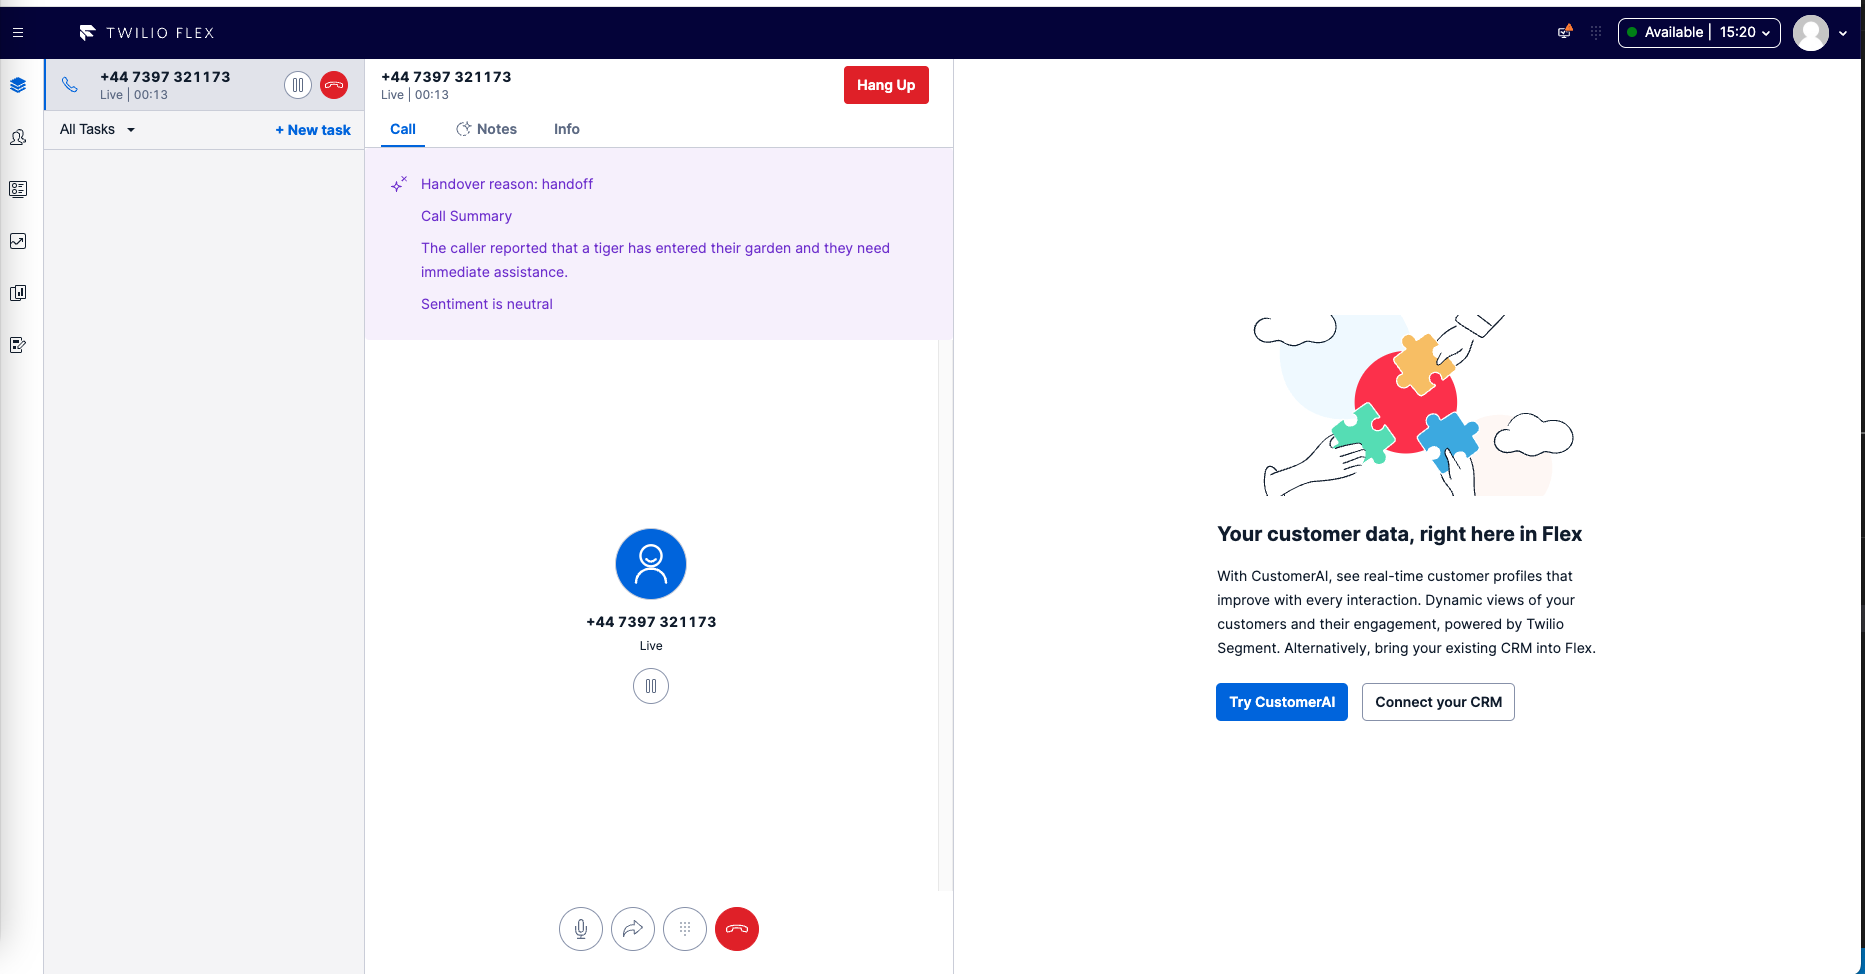 TWILIO FLEX
Available | 15:20
+44 7397 321173
Live | 00:13
All Tasks
+ New task
+44 7397 321173
Live | 00:13
Hang Up
Call
Notes
Info
Handover reason: handoff
Call Summary
The caller reported that a tiger has entered their garden and they need
immediate assistance.
Sentiment is neutral
+44 7397 321173
Live
Your customer data, right here in Flex
With CustomerAI, see real-time customer profiles that
improve with every interaction. Dynamic views of your
customers and their engagement, powered by Twilio
Segment. Alternatively, bring your existing CRM into Flex.
Try CustomerAI
Connect your CRM